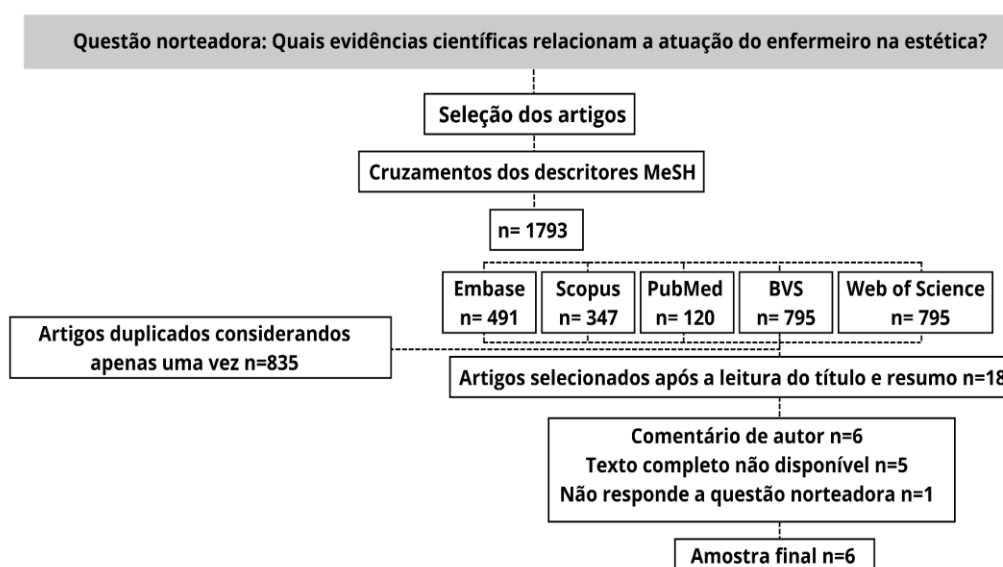 Questão norteadora: Quais evidências científicas relacionam a atuação do enfermeiro na estética?
Seleção dos artigos
Cruzamentos dos descritores MeSH
n= 1793
Embase
n= 491
Scopus
n= 347
PubMed
n= 120
BVS
n= 795
Web of Science
n= 795
Artigos duplicados considerandos
apenas uma vez n=835
Artigos selecionados após a leitura do título e resumo n=18
Comentário de autor n=6
Texto completo não disponível n=5
Não responde a questão norteadora n=1
Amostra final n=6